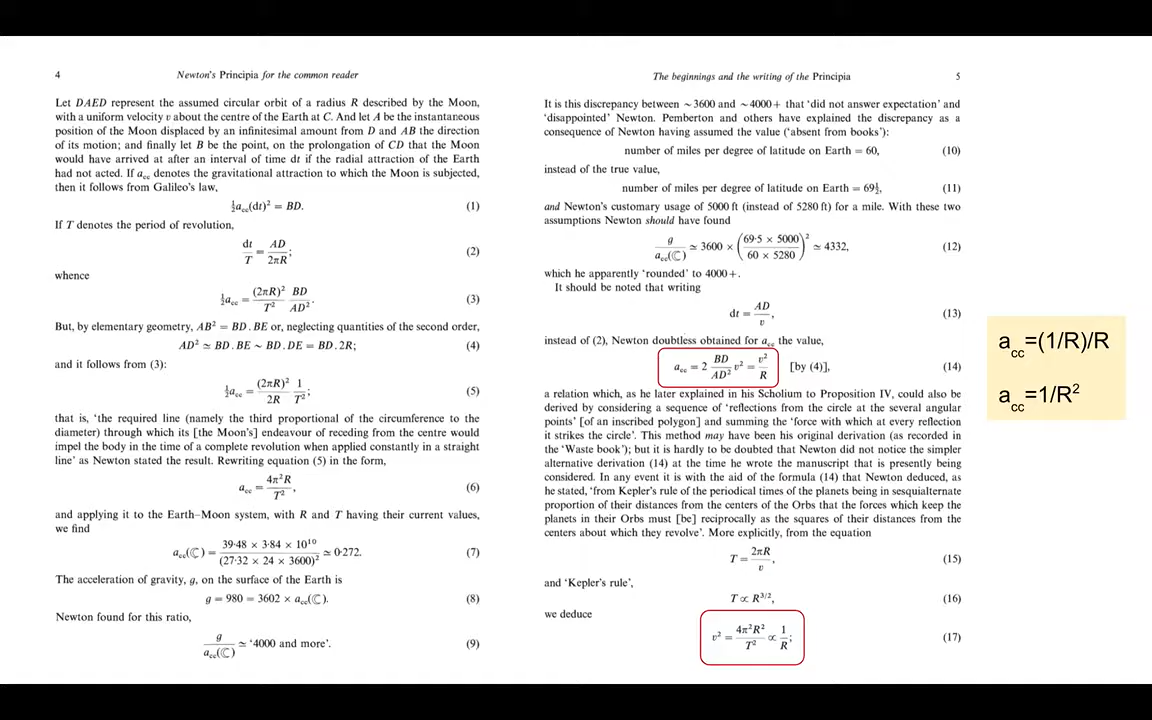 4
Newton's Principia for the common reader
Let DAED represent the assumed circular orbit of a radius R described by the Moon,
with a uniform velocity v about the centre of the Earth at C. And let A be the instantaneous
position of the Moon displaced by an infinitesimal amount from D and AB the direction
of its motion; and finally let B be the point, on the prolongation of CD that the Moon
would have arrived at after an interval of time dt if the radial attraction of the Earth
had not acted. If a_cc denotes the gravitational attraction to which the Moon is subjected,
then it follows from Galileo's law,
½a_cc(dt)² = BD. (1)
If T denotes the period of revolution,
dt/T = AD/2πR; (2)
whence
½a_cc = (2πR)²/T² BD/AD². (3)
But, by elementary geometry, AB² = BD.BE or, neglecting quantities of the second order,
AD² ≃ BD.BE ~ BD.DE = BD.2R; (4)
and it follows from (3):
½a_cc = (2πR)²/2R 1/T²; (5)
that is, 'the required line (namely the third proportional of the circumference to the
diameter) through which its [the Moon's] endeavour of receding from the centre would
impel the body in the time of a complete revolution when applied constantly in a straight
line' as Newton stated the result. Rewriting equation (5) in the form,
a_cc = 4π²R/T², (6)
and applying it to the Earth–Moon system, with R and T having their current values,
we find
a_cc(ℂ) = 39·48 × 3·84 × 10¹⁰/(27·32 × 24 × 3600)² ≃ 0·272. (7)
The acceleration of gravity, g, on the surface of the Earth is
g = 980 = 3602 × a_cc(ℂ). (8)
Newton found for this ratio,
g/a_cc(ℂ) ≃ '4000 and more'. (9)
The beginnings and the writing of the Principia
5
It is this discrepancy between ~3600 and ~4000+ that 'did not answer expectation' and
'disappointed' Newton. Pemberton and others have explained the discrepancy as a
consequence of Newton having assumed the value ('absent from books'):
number of miles per degree of latitude on Earth = 60, (10)
instead of the true value,
number of miles per degree of latitude on Earth = 69½, (11)
and Newton's customary usage of 5000 ft (instead of 5280 ft) for a mile. With these two
assumptions Newton should have found
g/a_cc(ℂ) ≃ 3600 × (69·5 × 5000/60 × 5280)² ≃ 4332, (12)
which he apparently 'rounded' to 4000+.
It should be noted that writing
dt = AD/v, (13)
instead of (2), Newton doubtless obtained for a_cc the value,
a_cc = 2 BD/AD² v² = v²/R [by (4)], (14)
a relation which, as he later explained in his Scholium to Proposition IV, could also be
derived by considering a sequence of 'reflections from the circle at the several angular
points' [of an inscribed polygon] and summing the 'force with which at every reflection
it strikes the circle'. This method may have been his original derivation (as recorded in
the 'Waste book'); but it is hardly to be doubted that Newton did not notice the simpler
alternative derivation (14) at the time he wrote the manuscript that is presently being
considered. In any event it is with the aid of the formula (14) that Newton deduced, as
he stated, 'from Kepler's rule of the periodical times of the planets being in sesquialternate
proportion of their distances from the centers of the Orbs that the forces which keep the
planets in their Orbs must [be] reciprocally as the squares of their distances from the
centers about which they revolve'. More explicitly, from the equation
T = 2πR/v, (15)
and 'Kepler's rule',
T ∝ R^3/2, (16)
we deduce
v² = 4π²R²/T² ∝ 1/R; (17)
a_cc=(1/R)/R
a_cc=1/R²